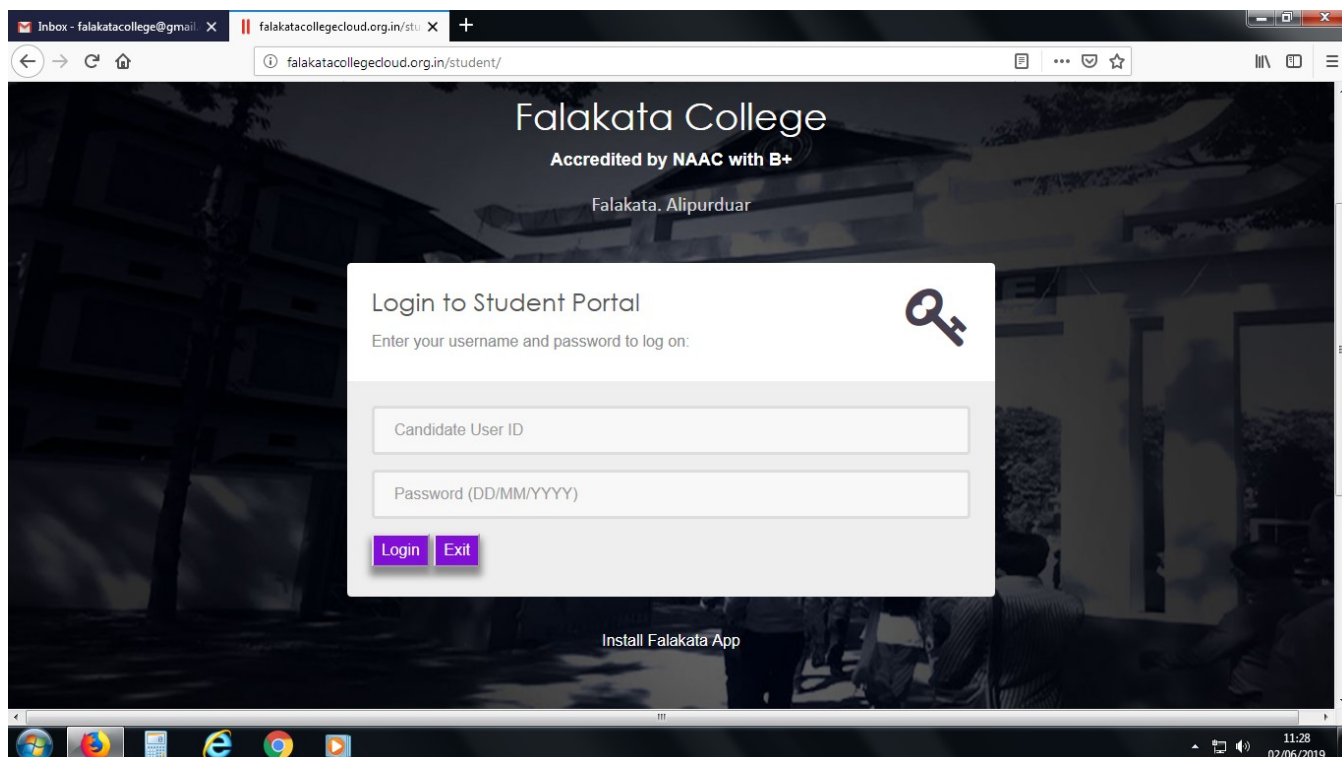 Inbox - falakatacollege@gmail.
falakatacollegecloud.org.in/stu
falakatacollegecloud.org.in/student/
Falakata College
Accredited by NAAC with B+
Falakata. Alipurduar
Login to Student Portal
Enter your username and password to log on:
Candidate User ID
Password (DD/MM/YYYY)
Login Exit
Install Falakata App
11:28
02/06/2019